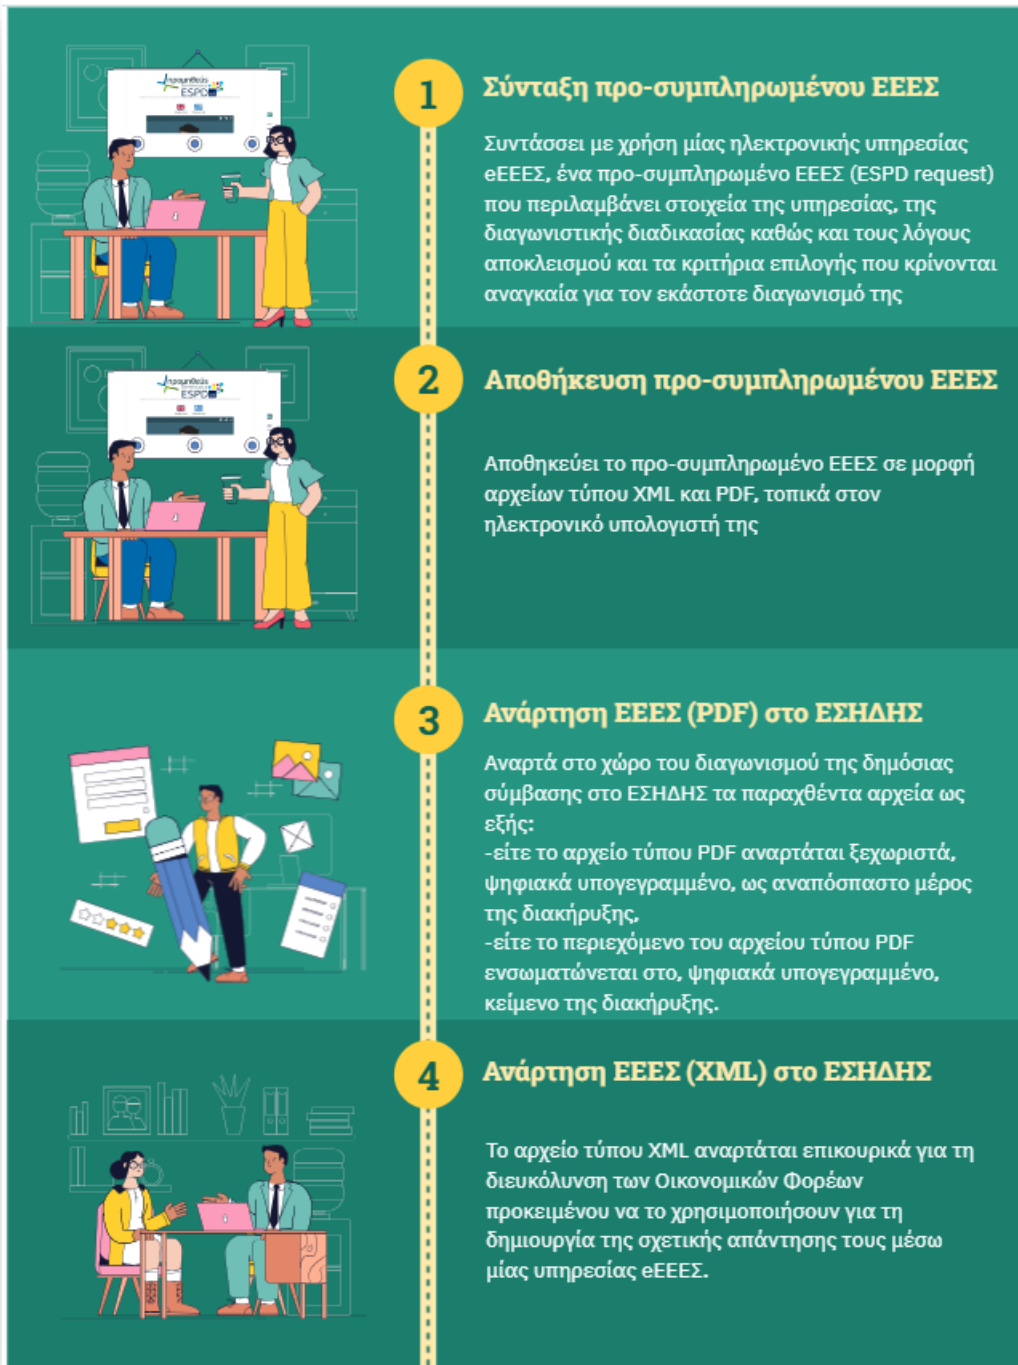 προμηθεύς
ESPD
1
Σύνταξη προ-συμπληρωμένου ΕΕΕΣ
Συντάσσει με χρήση μίας ηλεκτρονικής υπηρεσίας
eΕΕΕΣ, ένα προ-συμπληρωμένο ΕΕΕΣ (ESPD request)
που περιλαμβάνει στοιχεία της υπηρεσίας, της
διαγωνιστικής διαδικασίας καθώς και τους λόγους
αποκλεισμού και τα κριτήρια επιλογής που κρίνονται
αναγκαία για τον εκάστοτε διαγωνισμό της
προμηθεύς
ESPD
2
Αποθήκευση προ-συμπληρωμένου ΕΕΕΣ
Αποθηκεύει το προ-συμπληρωμένο ΕΕΕΣ σε μορφή
αρχείων τύπου XML και PDF, τοπικά στον
ηλεκτρονικό υπολογιστή της
3
Ανάρτηση ΕΕΕΣ (PDF) στο ΕΣΗΔΗΣ
Αναρτά στο χώρο του διαγωνισμού της δημόσιας
σύμβασης στο ΕΣΗΔΗΣ τα παραχθέντα αρχεία ως
εξής:
-είτε το αρχείο τύπου PDF αναρτάται ξεχωριστά,
ψηφιακά υπογεγραμμένο, ως αναπόσπαστο μέρος
της διακήρυξης,
-είτε το περιεχόμενο του αρχείου τύπου PDF
ενσωματώνεται στο, ψηφιακά υπογεγραμμένο,
κείμενο της διακήρυξης.
4
Ανάρτηση ΕΕΕΣ (XML) στο ΕΣΗΔΗΣ
Το αρχείο τύπου XML αναρτάται επικουρικά για τη
διευκόλυνση των Οικονομικών Φορέων
προκειμένου να το χρησιμοποιήσουν για τη
δημιουργία της σχετικής απάντησης τους μέσω
μίας υπηρεσίας eΕΕΕΣ.